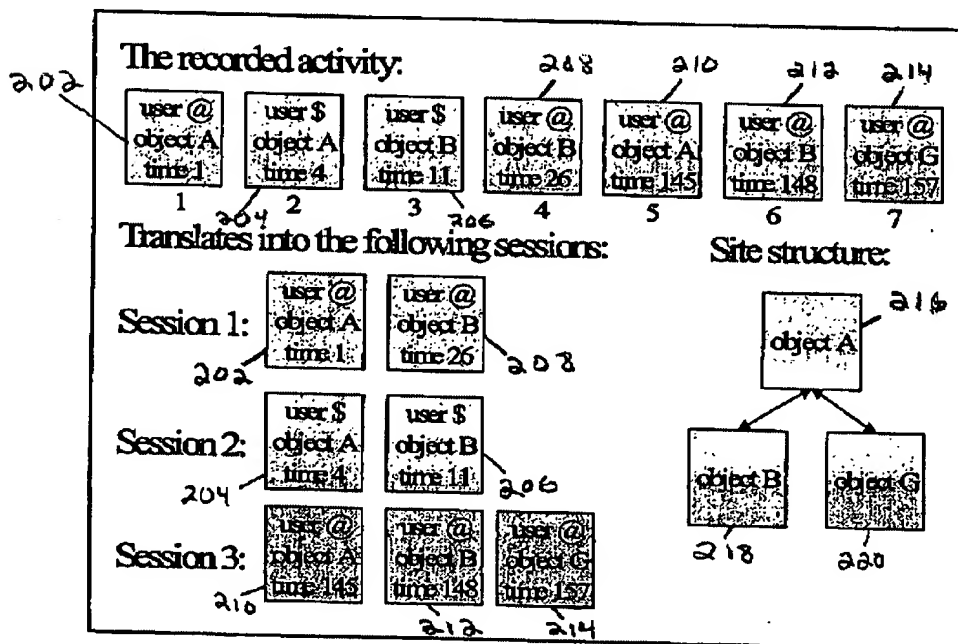 The recorded activity:
202
208
210
212
214
user @
object A
time 1
user $
object A
time 4
user $
object B
time 11
user @
object B
time 26
user @
object A
time 145
user @
object B
time 148
user @
object G
time 157
1
2
3
4
5
6
7
204
206
Translates into the following sessions:
Site structure:
Session 1:
user @
object A
time 1
user @
object B
time 26
202
208
object A
216
Session 2:
user $
object A
time 4
user $
object B
time 11
204
206
object B
object G
218
220
Session 3:
user @
object A
time 145
user @
object B
time 148
user @
object G
time 157
210
212
214